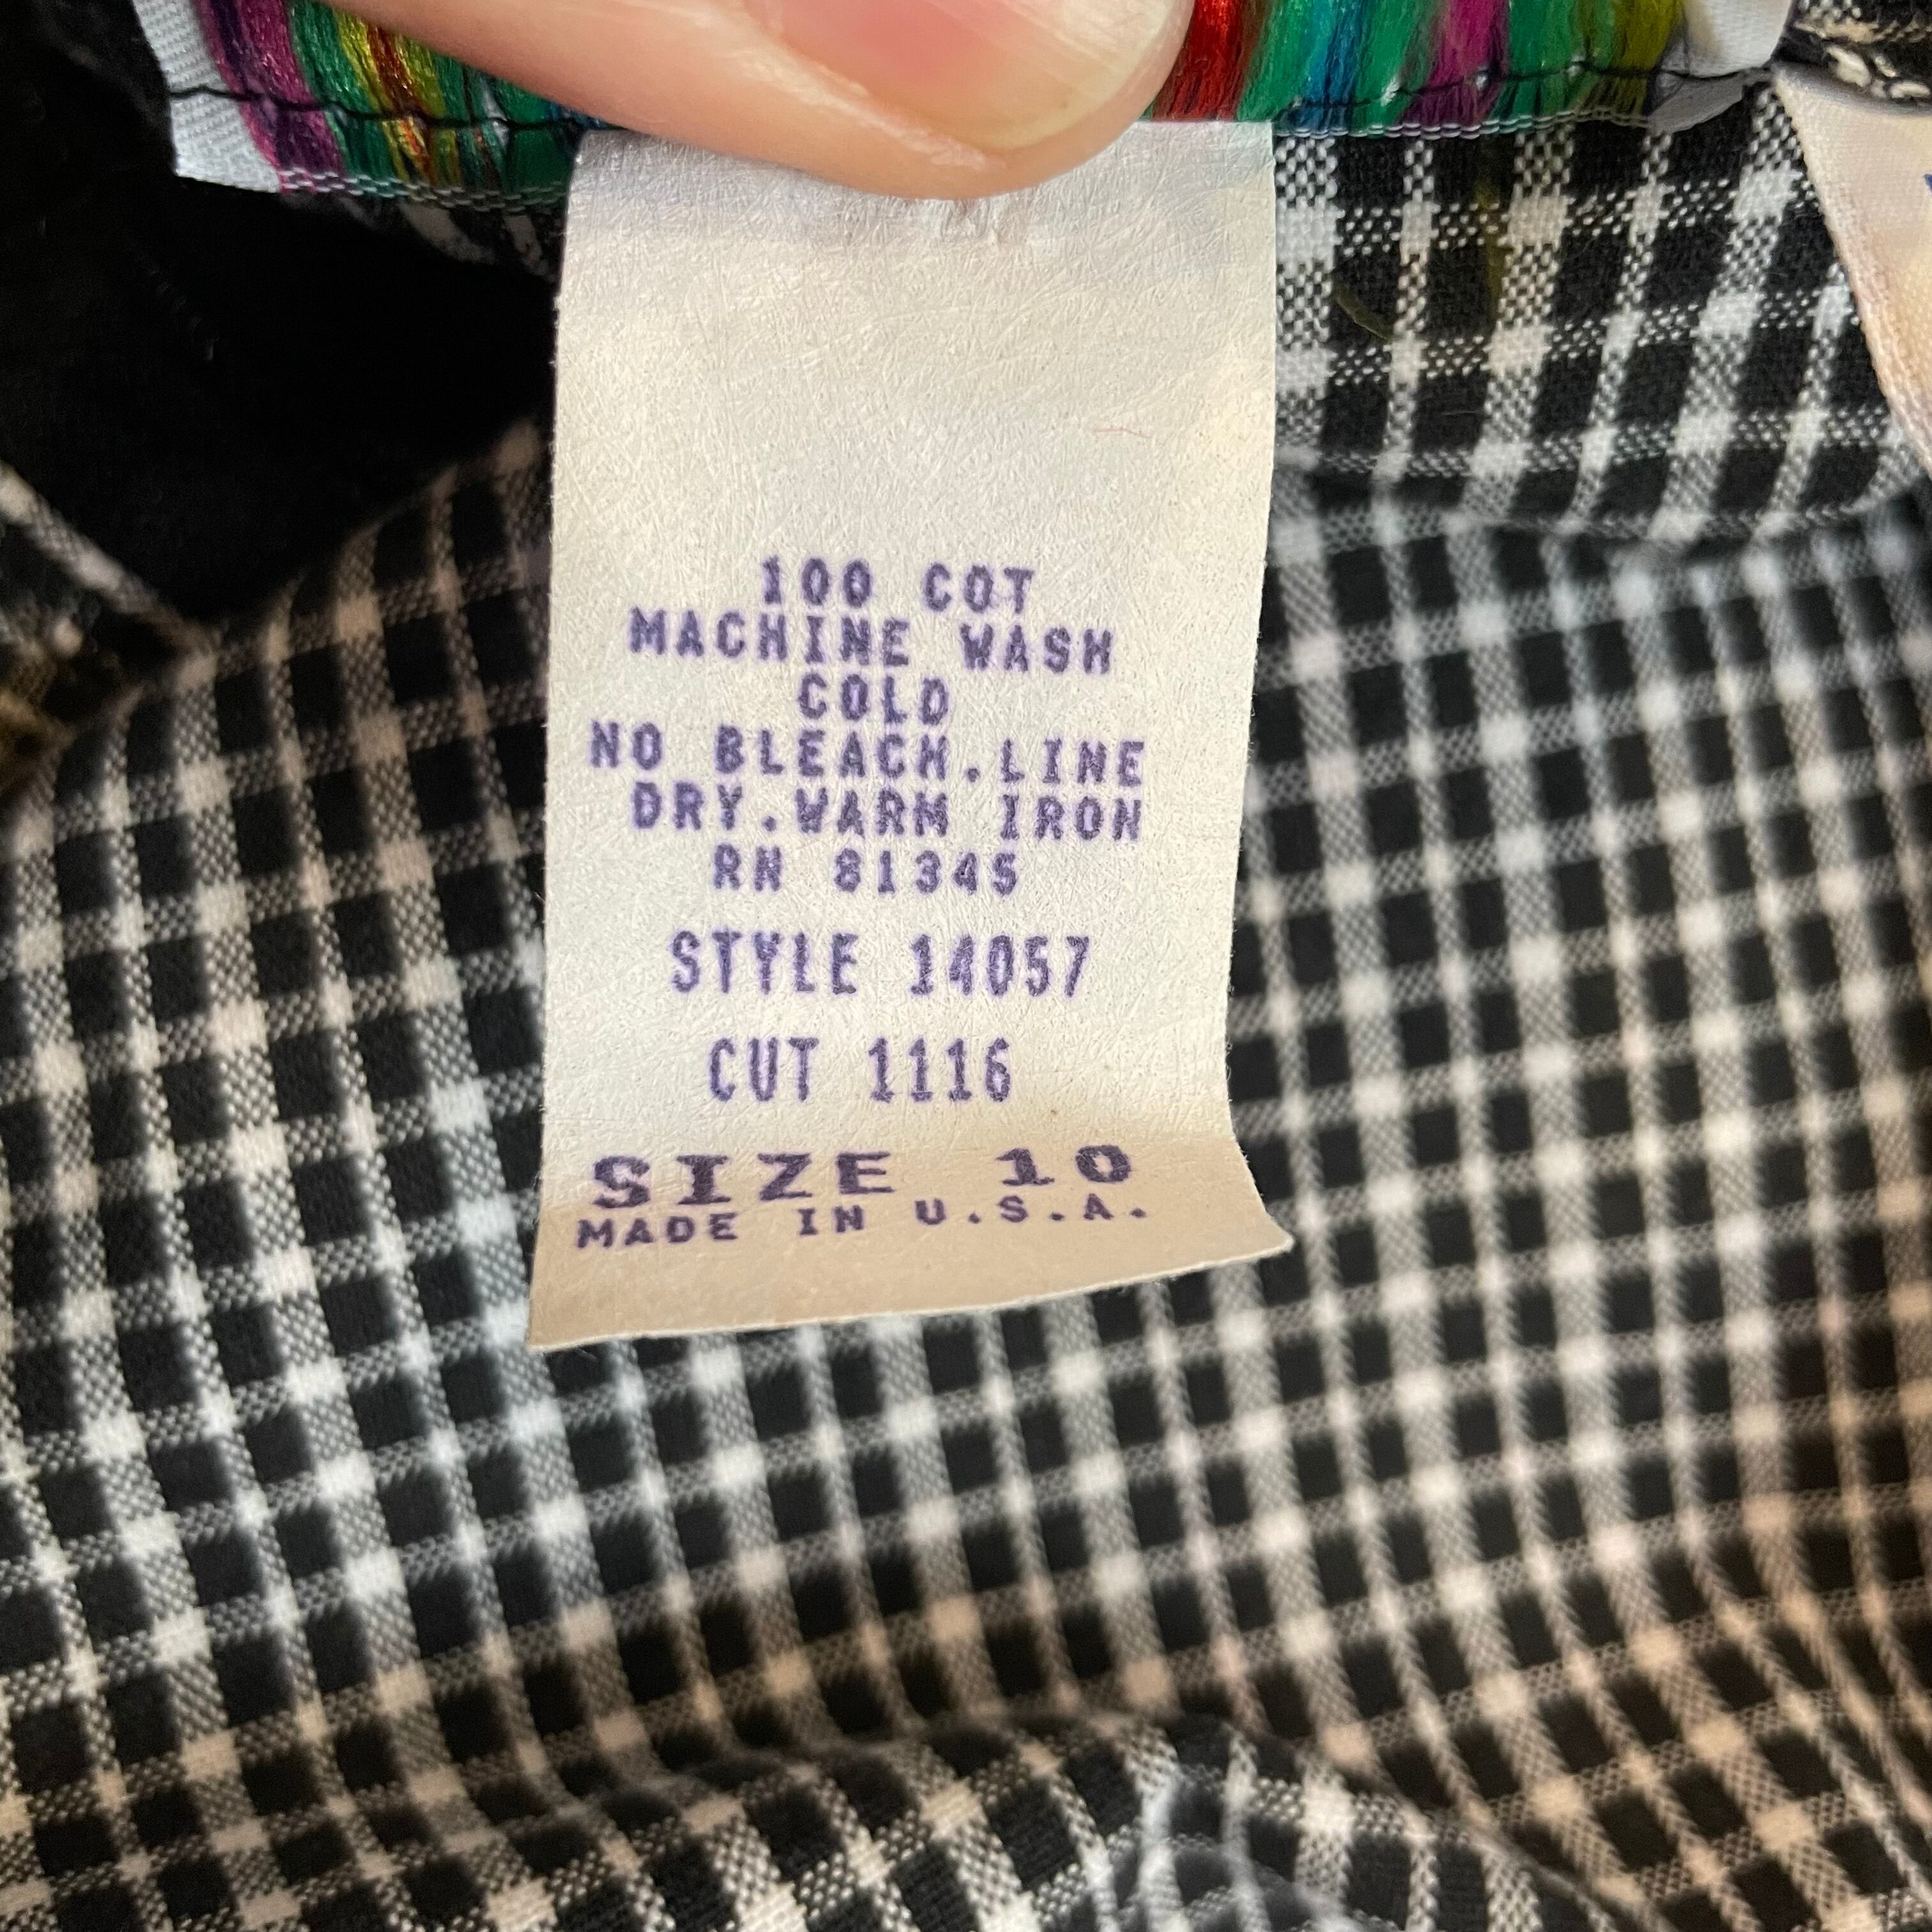 100 COT
MACHINE WASH
COLD
NO BLEACH.LINE
DRY.WARM IRON
RN 81345
STYLE 14057
CUT 1116
SIZE 10
MADE IN U.S.A.